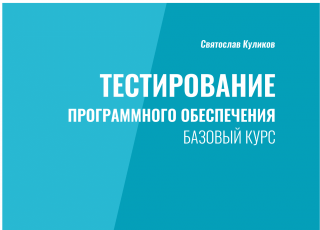 Святослав Куликов
ТЕСТИРОВАНИЕ
ПРОГРАММНОГО ОБЕСПЕЧЕНИЯ
БАЗОВЫЙ КУРС